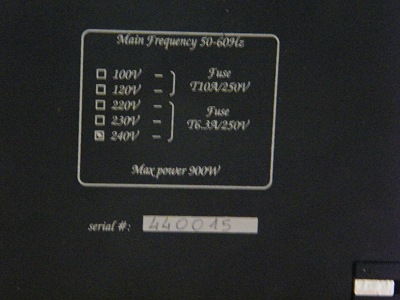 Main Frequency 50-60Hz
100V - Fuse
120V - T10A/250V
220V - Fuse
230V - T6.3A/250V
240V -
Max power 900W
serial #: 440015